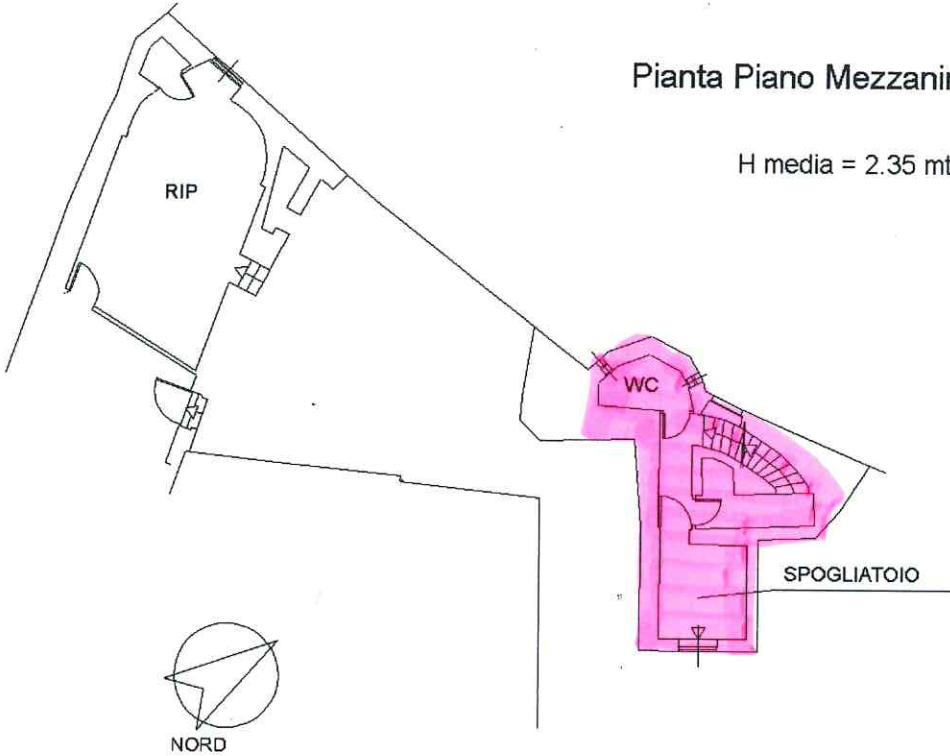 Pianta Piano Mezzanin
H media = 2.35 mt
RIP
WC
SPOGLIATOIO
NORD